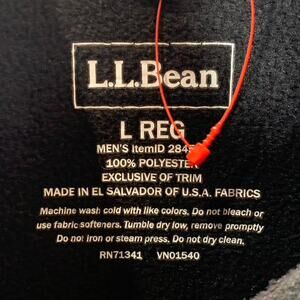 L.L.Bean
L REG
MEN'S ItemID
100% POLYESTER
EXCLUSIVE OF TRIM
MADE IN EL SALVADOR OF U.S.A. FABRICS
Machine wash cold with like colors. Do not bleach or
use fabric softeners. Tumble dry low, remove promptly
Do not iron or steam press. Do not dry clean.
RN71341 VN01540